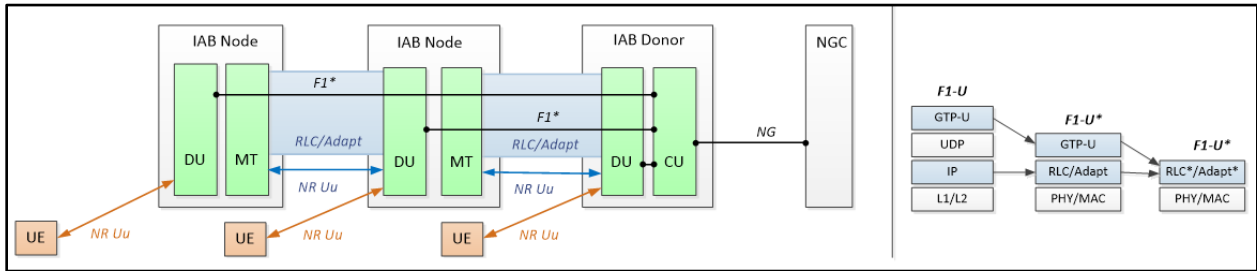 IAB Node
IAB Node
IAB Donor
NGC
F1*
F1*
NG
RLC/Adapt
RLC/Adapt
DU
MT
DU
MT
DU
CU
NR Uu
NR Uu
UE
NR Uu
UE
NR Uu
UE
NR Uu
F1-U
GTP-U
UDP
IP
L1/L2
F1-U*
GTP-U
RLC/Adapt
PHY/MAC
F1-U*
RLC*/Adapt*
PHY/MAC